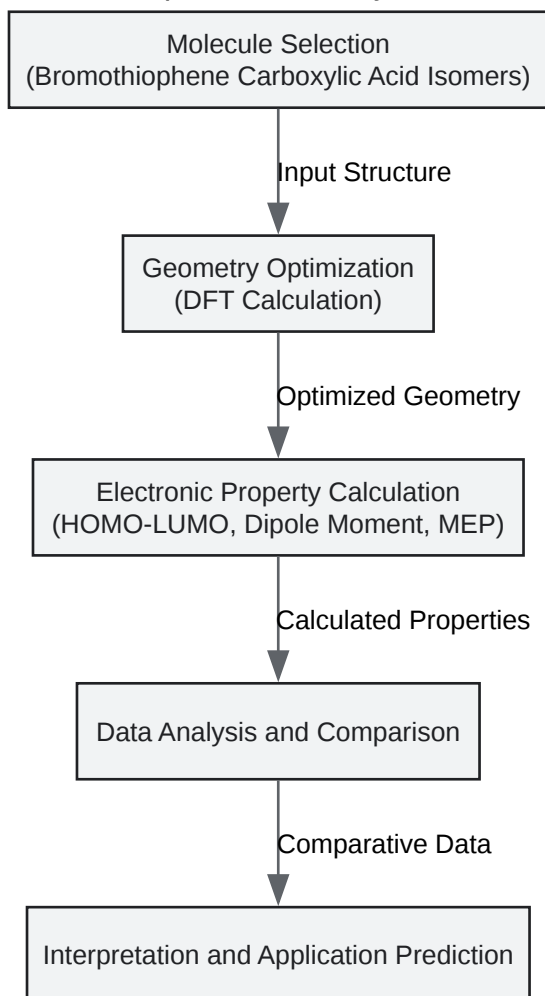 Molecule Selection
(Bromothiophene Carboxylic Acid Isomers)
Input Structure
Geometry Optimization
(DFT Calculation)
Optimized Geometry
Electronic Property Calculation
(HOMO-LUMO, Dipole Moment, MEP)
Calculated Properties
Data Analysis and Comparison
Comparative Data
Interpretation and Application Prediction